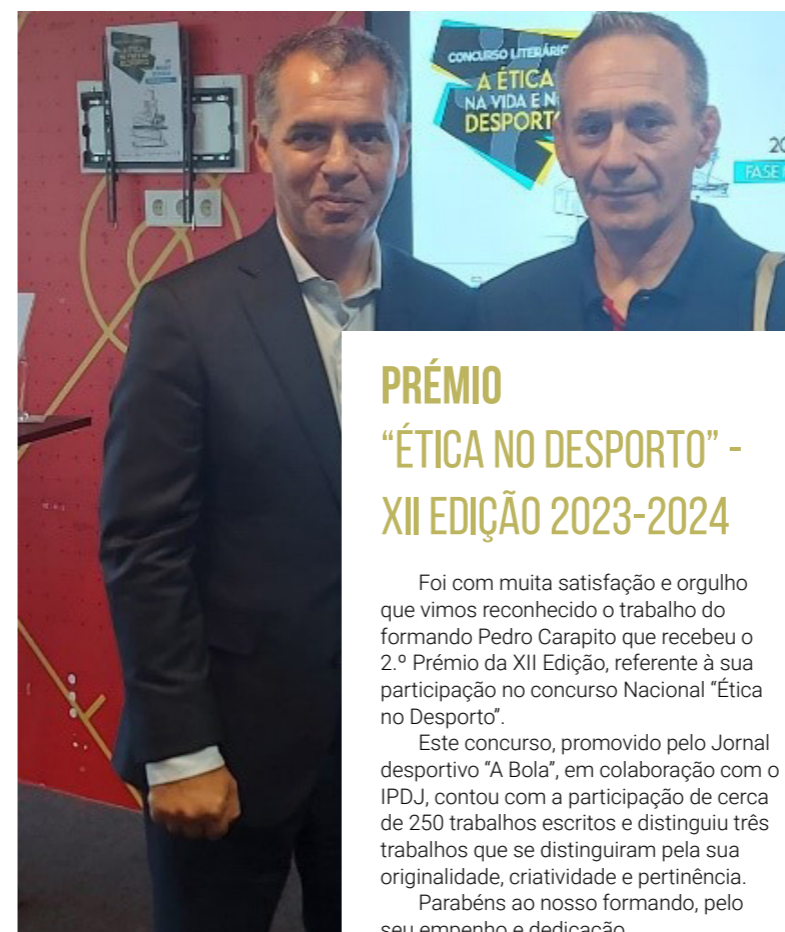 CONCURSO LITERÁRIO
A ÉTICA
NA VIDA E N
DESPORTO
20
FASE
PRÉMIO
“ÉTICA NO DESPORTO” -
XII EDIÇÃO 2023-2024
Foi com muita satisfação e orgulho
que vimos reconhecido o trabalho do
formando Pedro Carapito que recebeu o
2.º Prémio da XII Edição, referente à sua
participação no concurso Nacional “Ética
no Desporto”.
Este concurso, promovido pelo Jornal
desportivo “A Bola”, em colaboração com o
IPDJ, contou com a participação de cerca
de 250 trabalhos escritos e distinguiu três
trabalhos que se distinguiram pela sua
originalidade, criatividade e pertinência.
Parabéns ao nosso formando, pelo
seu empenho e dedicação